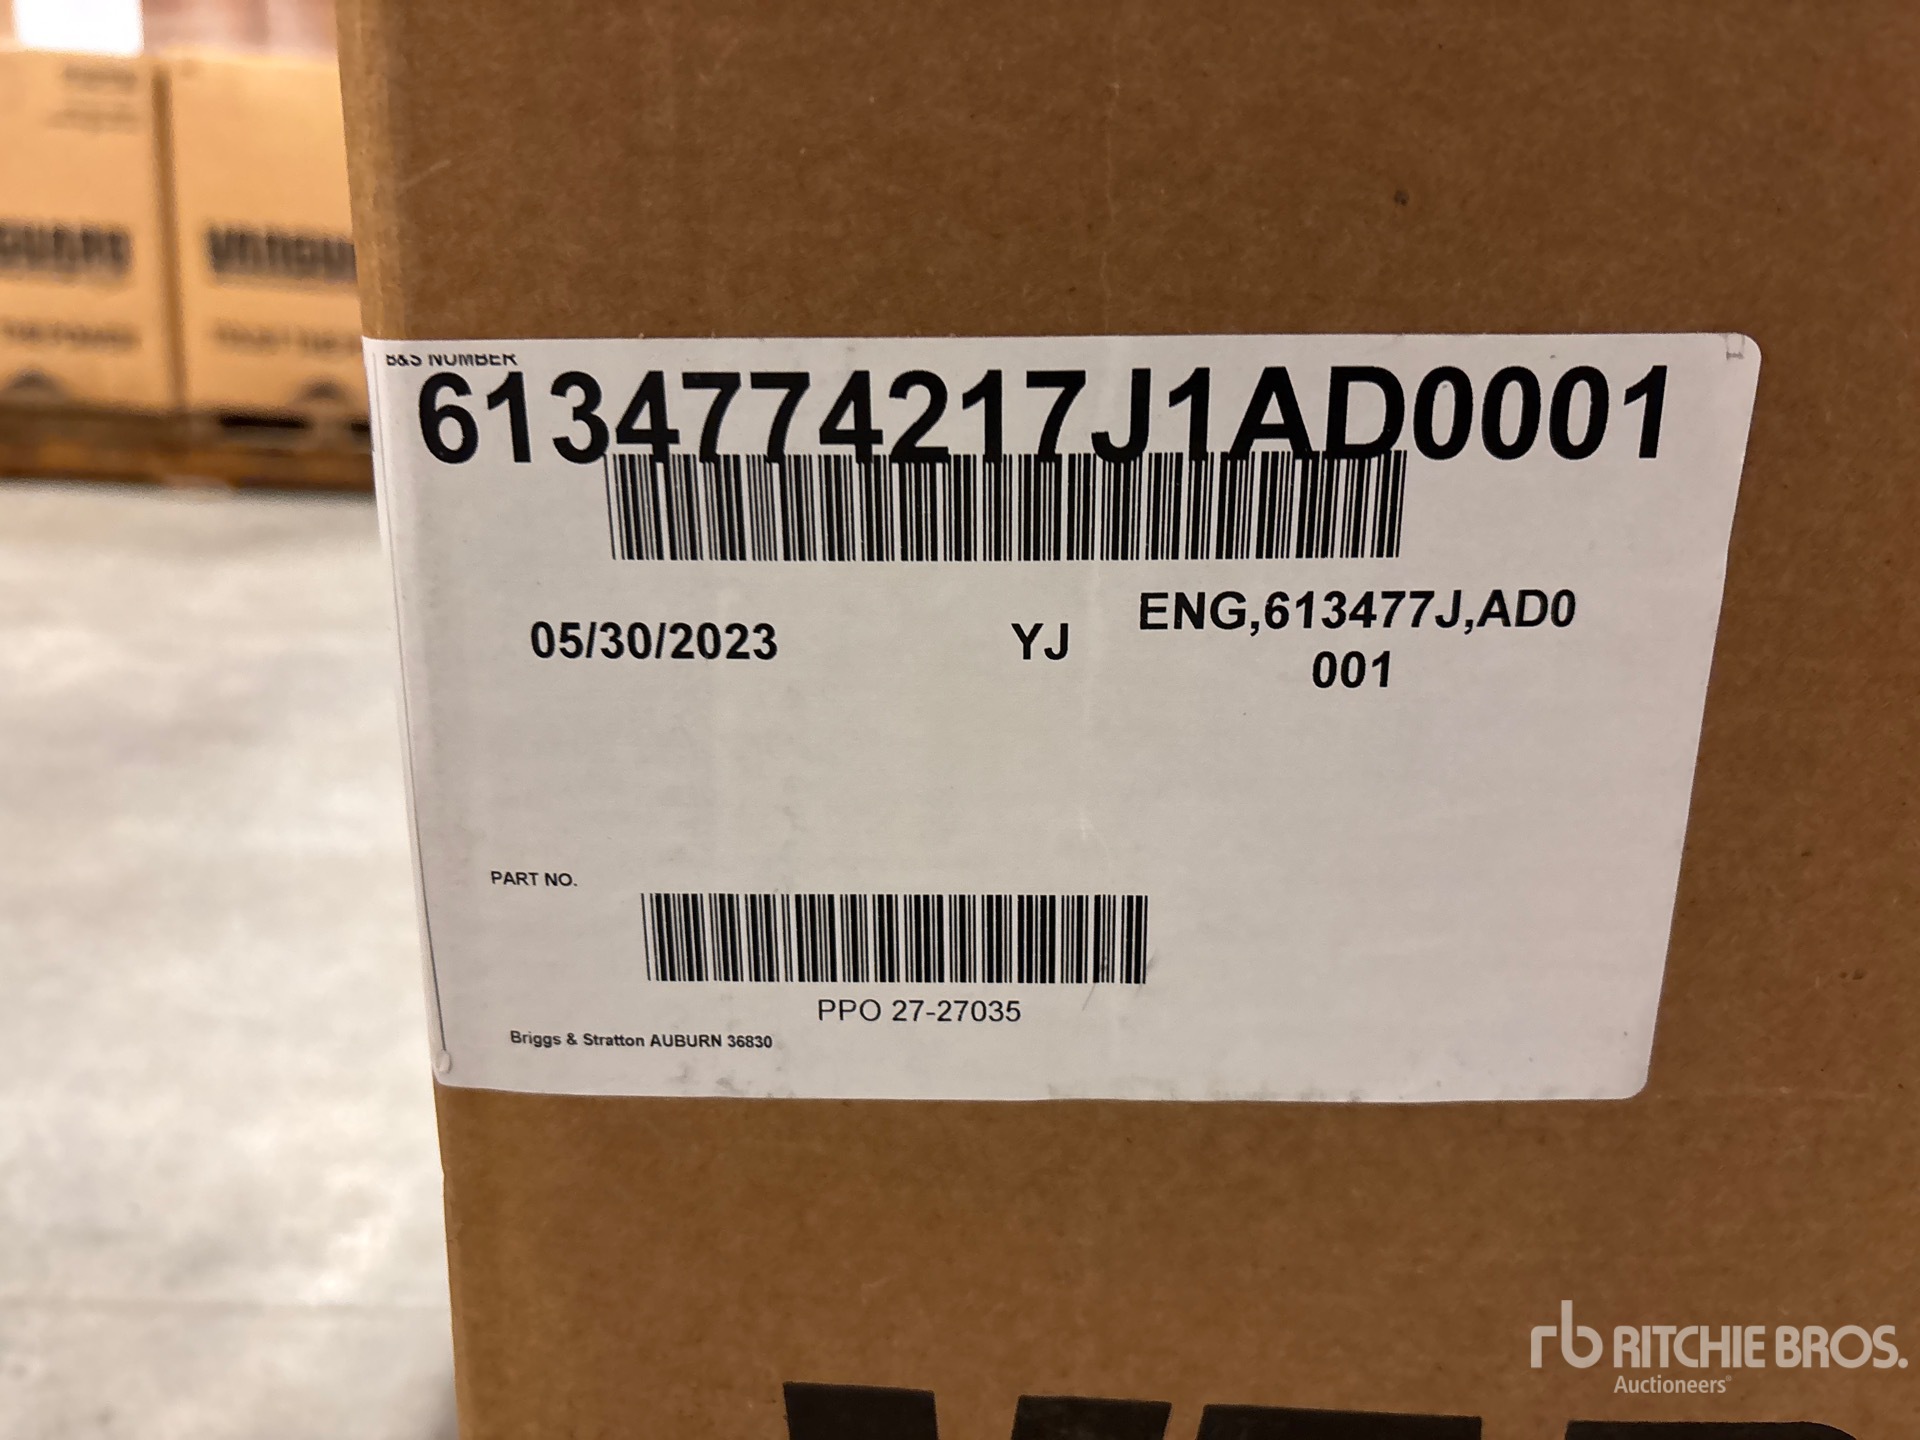 B&S NUMBER
6134774217J1AD0001
05/30/2023 YJ ENG,613477J,AD0
001
PART NO.
PPO 27-27035
Briggs & Stratton AUBURN 36830
rb RITCHIE BROS.
Auctioneers